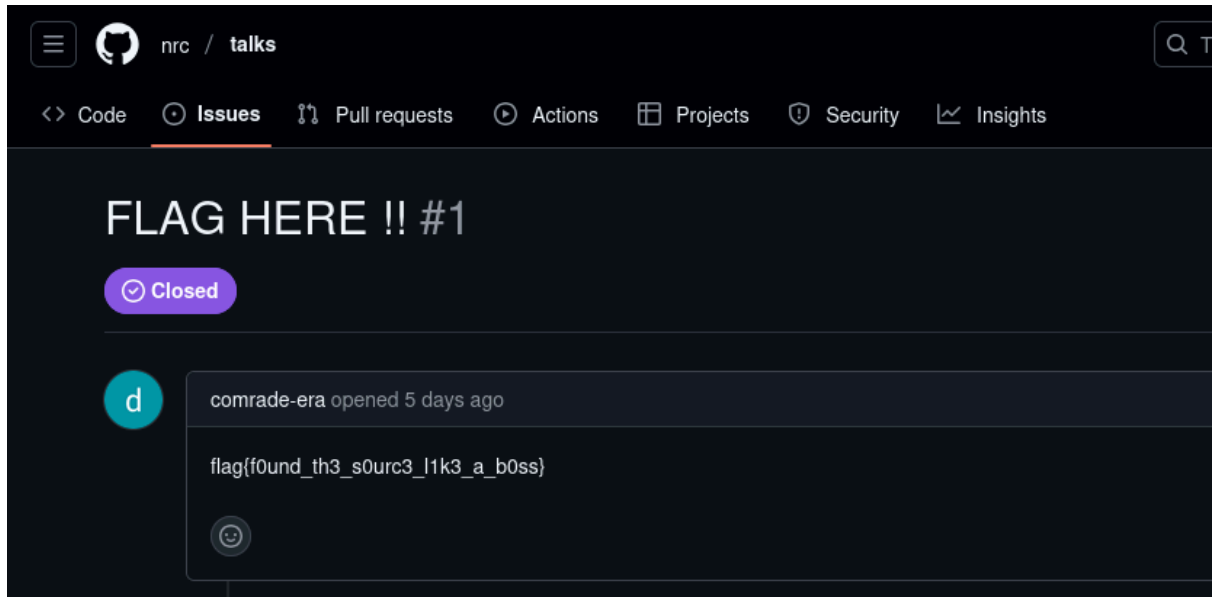 nrc / talks
T
Code Issues Pull requests Actions Projects Security Insights
FLAG HERE !! #1
Closed
d
comrade-era opened 5 days ago
flag{f0und_th3_s0urc3_l1k3_a_b0ss}